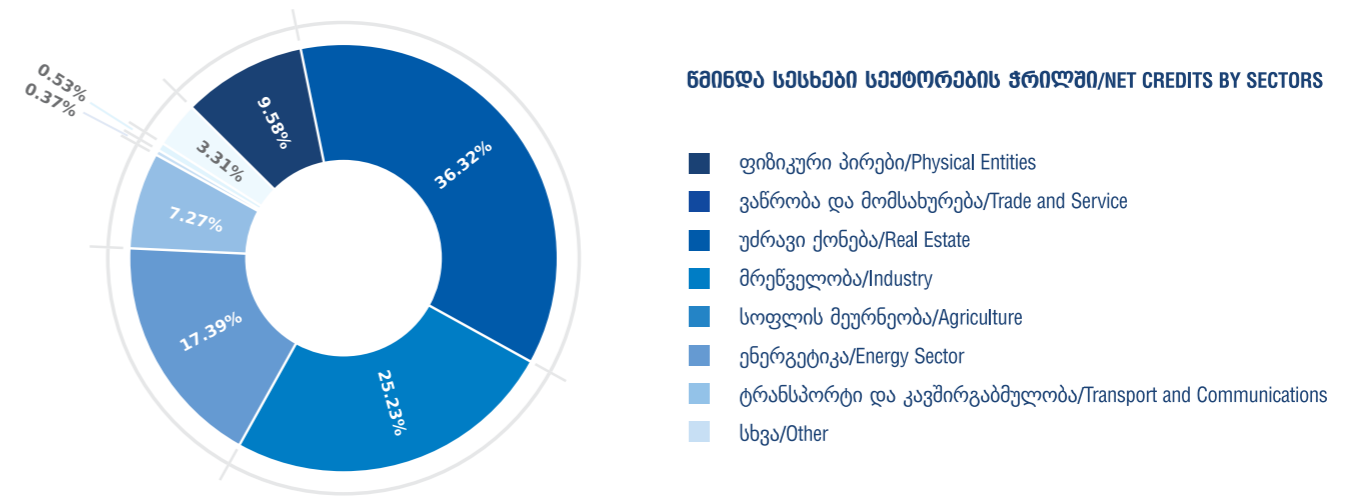 0.53%
0.37%
9.58%
3.31%
36.32%
7.27%
17.39%
25.23%
წმინდა სესხები სექტორების ჭრილში/NET CREDITS BY SECTORS
ფიზიკური პირები/Physical Entities
ვაწრობა და მომსახურება/Trade and Service
უძრავი ქონება/Real Estate
მრეწველობა/Industry
სოფლის მეურნეობა/Agriculture
ენერგეტიკა/Energy Sector
ტრანსპორტი და კავშირგაბმულობა/Transport and Communications
სხვა/Other